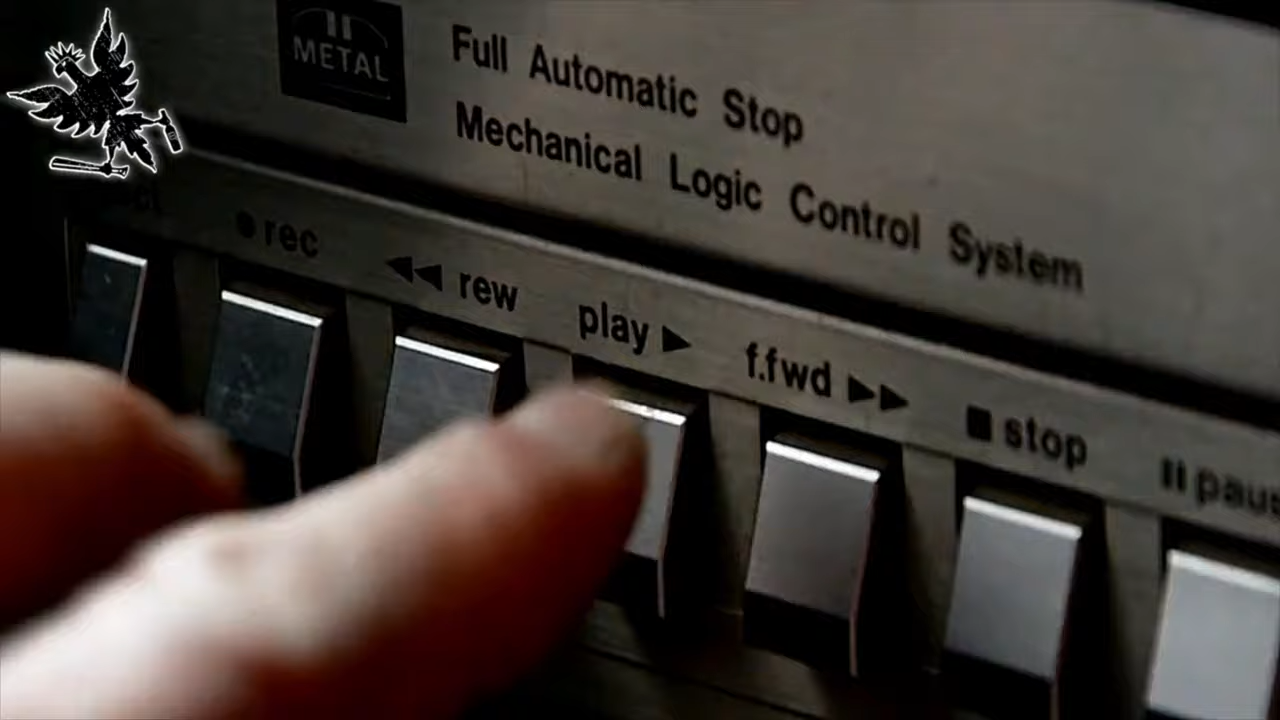 METAL
Full Automatic Stop
Mechanical Logic Control System
rec
rew
play
f.fwd
stop